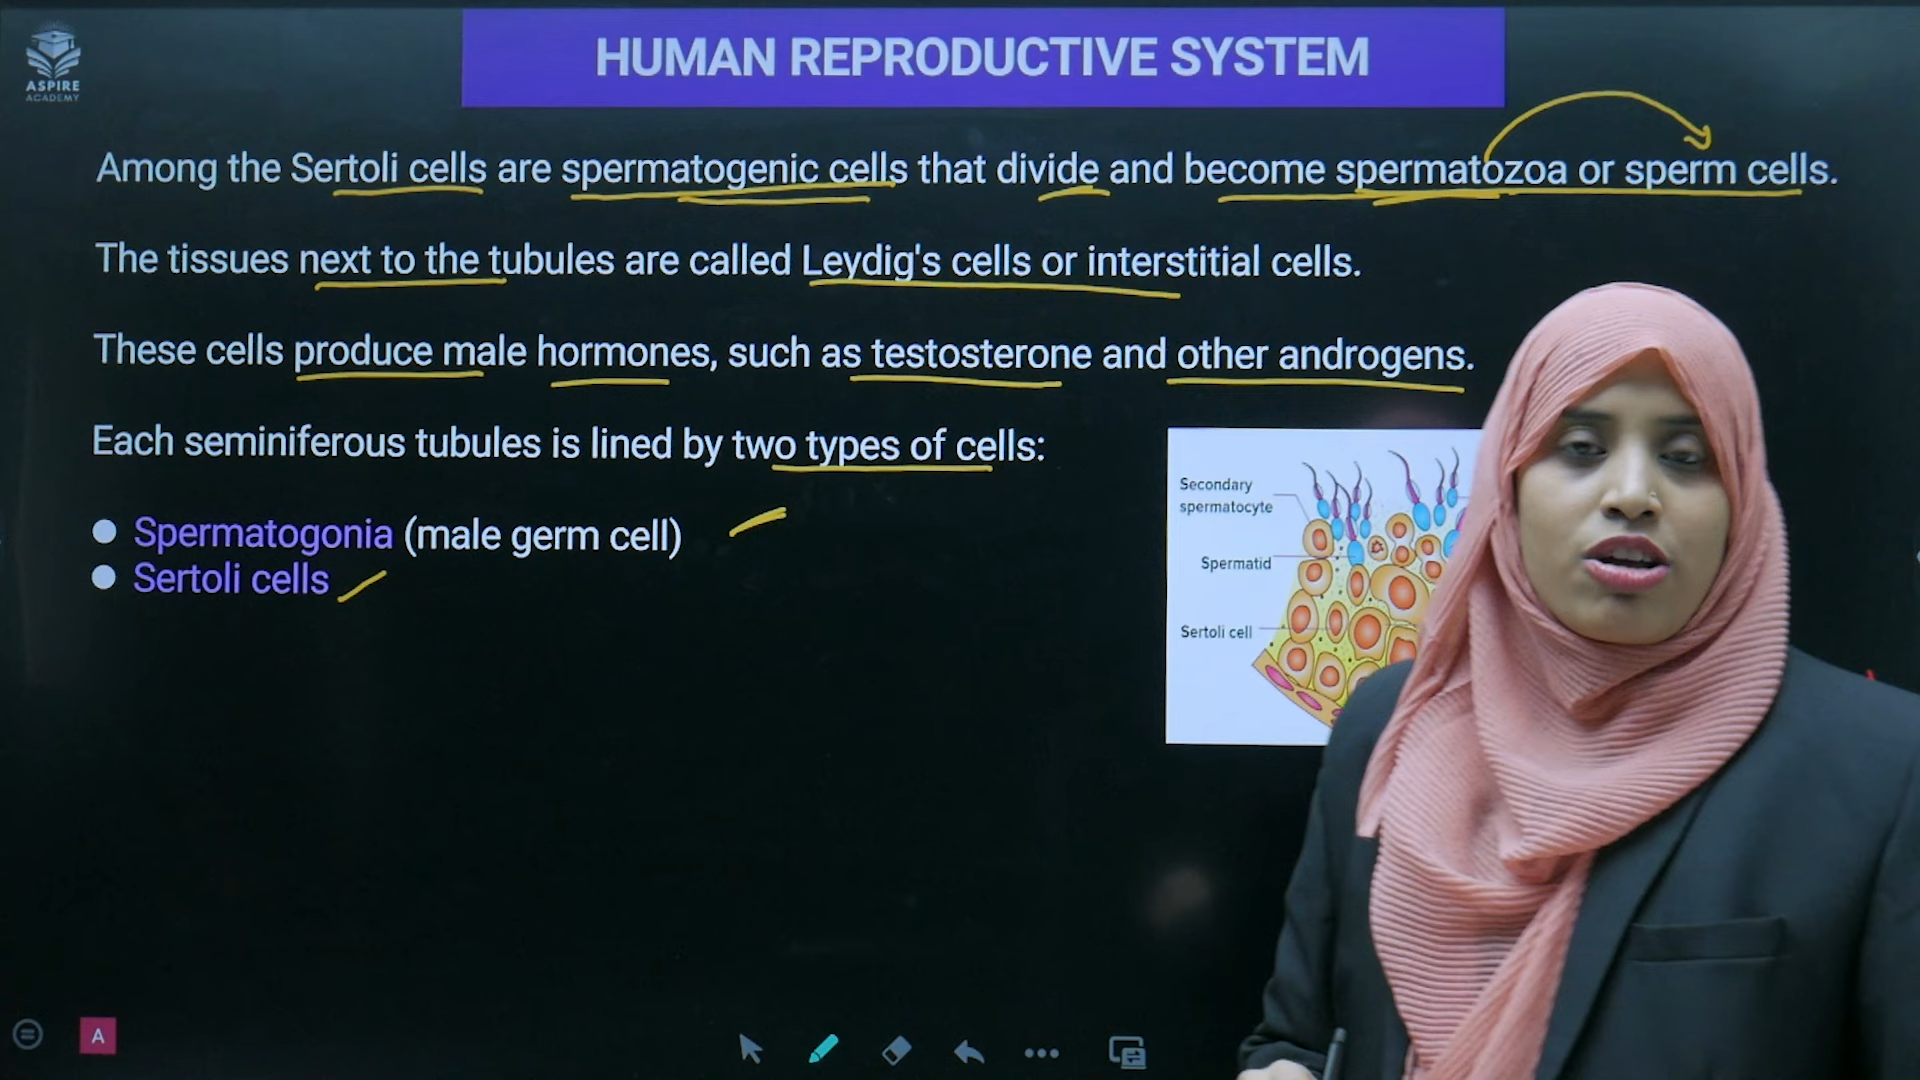 ASPIRE
ACADEMY
HUMAN REPRODUCTIVE SYSTEM
Among the Sertoli cells are spermatogenic cells that divide and become spermatozoa or sperm cells.
The tissues next to the tubules are called Leydig's cells or interstitial cells.
These cells produce male hormones, such as testosterone and other androgens.
Each seminiferous tubules is lined by two types of cells:
Spermatogonia (male germ cell)
Sertoli cells
Secondary
spermatocyte
Spermatid
Sertoli cell
A